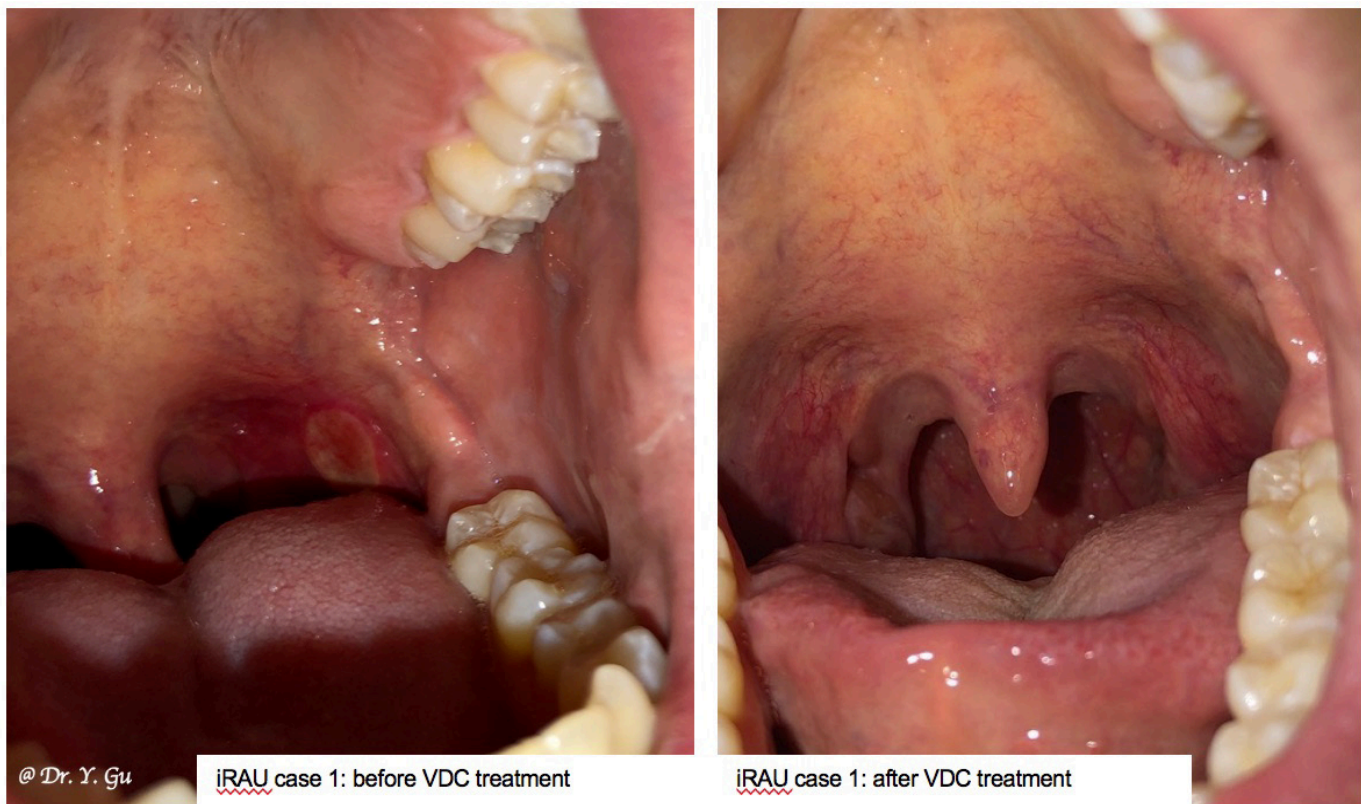 @ Dr. Y. Gu
iRAU case 1: before VDC treatment
iRAU case 1: after VDC treatment